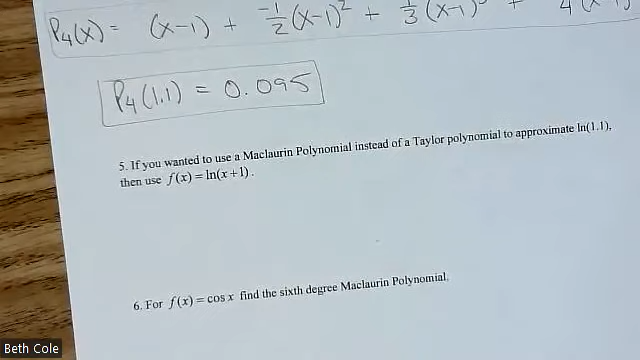 P₄(x) = (x-1) + -1/2 (x-1)² + 1/3 (x-1)³ +
P₄(1.1) = 0.095
5. If you wanted to use a Maclaurin Polynomial instead of a Taylor polynomial to approximate ln(1.1),
then use f(x) = ln(x+1).
6. For f(x) = cos x find the sixth degree Maclaurin Polynomial.
Beth Cole